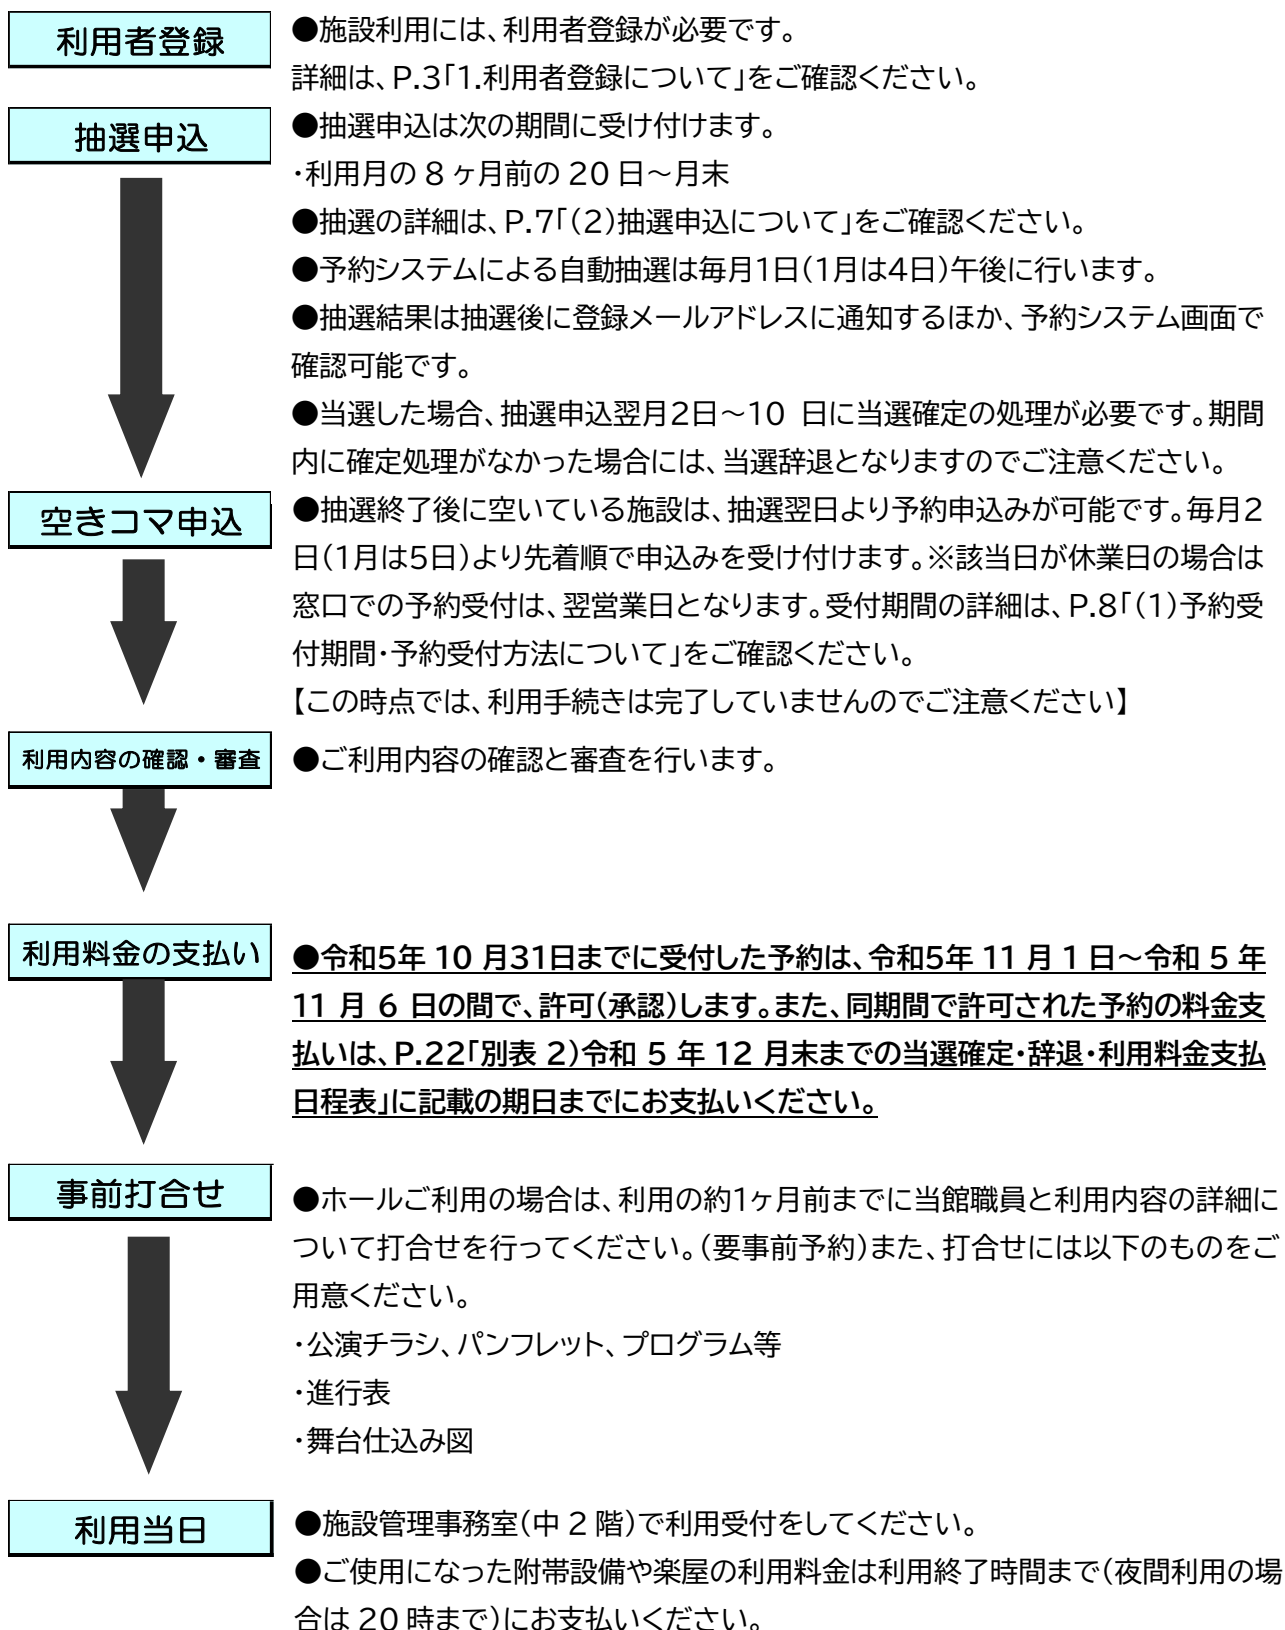 利用者登録
●施設利用には、利用者登録が必要です。
詳細は、P.3「1.利用者登録について」をご確認ください。
抽選申込
●抽選申込は次の期間に受け付けます。
・利用月の 8 ヶ月前の 20 日～月末
●抽選の詳細は、P.7「(2)抽選申込について」をご確認ください。
●予約システムによる自動抽選は毎月1日(1月は4日)午後に行います。
●抽選結果は抽選後に登録メールアドレスに通知するほか、予約システム画面で
確認可能です。
●当選した場合、抽選申込翌月2日～10 日に当選確定の処理が必要です。期間
内に確定処理がなかった場合には、当選辞退となりますのでご注意ください。
空きコマ申込
●抽選終了後に空いている施設は、抽選翌日より予約申込みが可能です。毎月2
日(1月は5日)より先着順で申込みを受け付けます。※該当日が休業日の場合は
窓口での予約受付は、翌営業日となります。受付期間の詳細は、P.8「(1)予約受
付期間・予約受付方法について」をご確認ください。
【この時点では、利用手続きは完了していませんのでご注意ください】
利用内容の確認・審査
●ご利用内容の確認と審査を行います。
利用料金の支払い
●令和5年 10 月31日までに受付した予約は、令和5年 11 月 1 日～令和 5 年
11 月 6 日の間で、許可(承認)します。また、同期間で許可された予約の料金支
払いは、P.22「別表 2)令和 5 年 12 月末までの当選確定・辞退・利用料金支払
日程表」に記載の期日までにお支払いください。
事前打合せ
●ホールご利用の場合は、利用の約1ヶ月前までに当館職員と利用内容の詳細に
ついて打合せを行ってください。(要事前予約)また、打合せには以下のものをご
用意ください。
・公演チラシ、パンフレット、プログラム等
・進行表
・舞台仕込み図
利用当日
●施設管理事務室(中 2 階)で利用受付をしてください。
●ご使用になった附帯設備や楽屋の利用料金は利用終了時間まで(夜間利用の場
合は 20 時まで)にお支払いください。